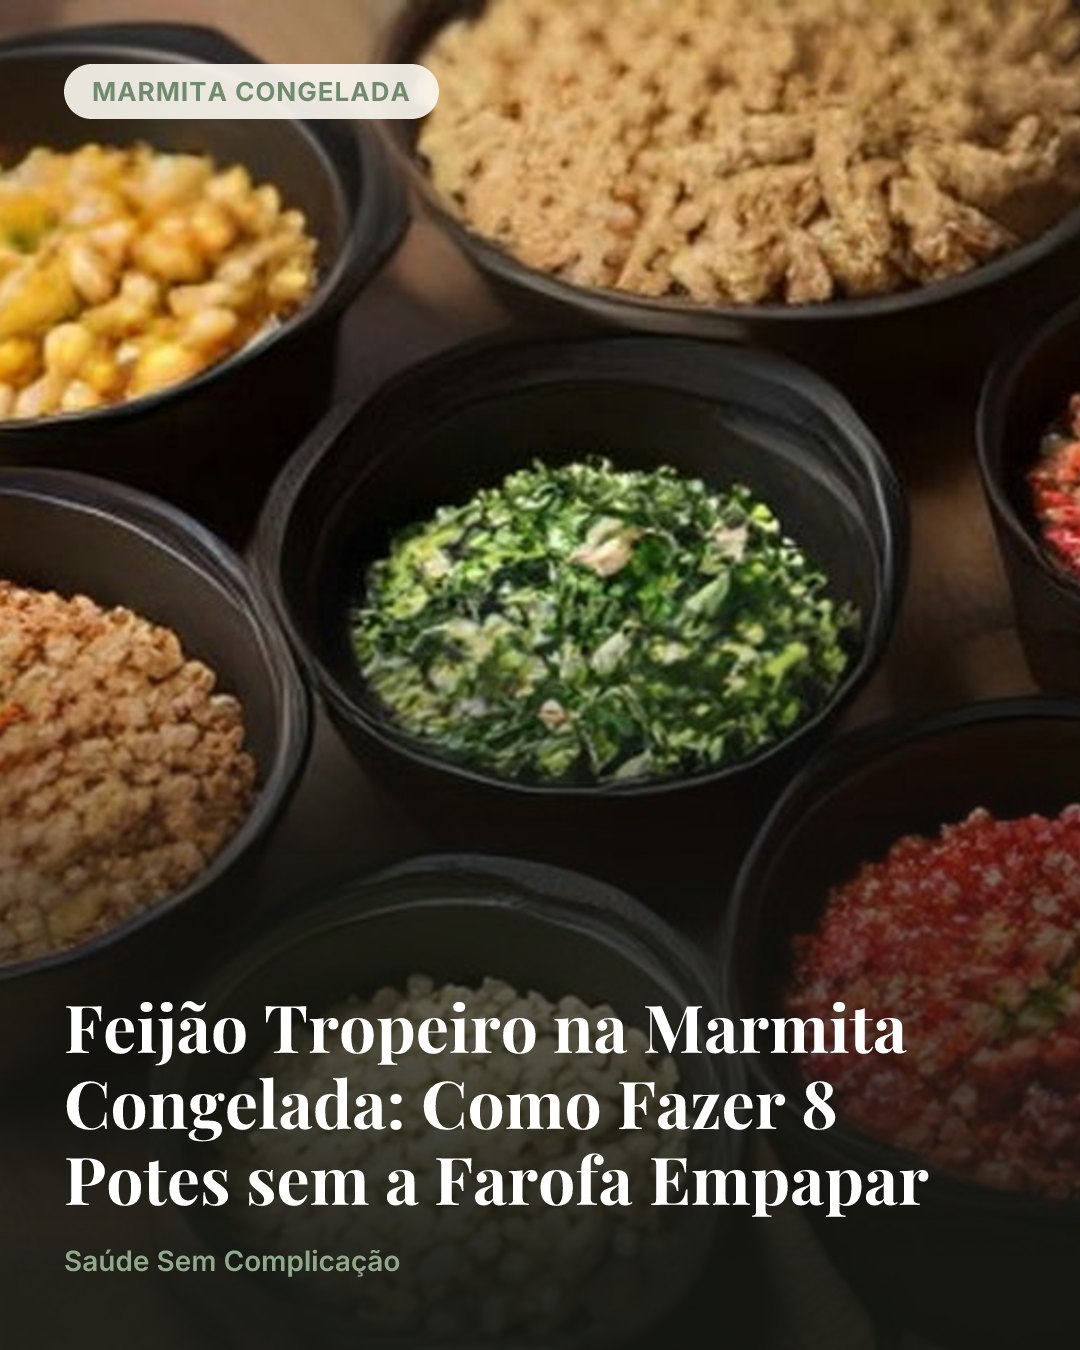 MARMITA CONGELADA
Feijão Tropeiro na Marmita
Congelada: Como Fazer 8
Potes sem a Farofa Empapar
Saúde Sem Complicação